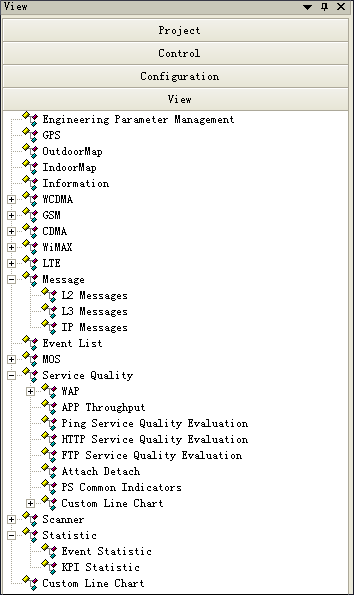 View
Project
Control
Configuration
View
Engineering Parameter Management
GPS
OutdoorMap
IndoorMap
Information
WCDMA
GSM
CDMA
WiMAX
LTE
Message
L2 Messages
L3 Messages
IP Messages
Event List
MOS
Service Quality
WAP
APP Throughput
Ping Service Quality Evaluation
HTTP Service Quality Evaluation
FTP Service Quality Evaluation
Attach Detach
PS Common Indicators
Custom Line Chart
Scanner
Statistic
Event Statistic
KPI Statistic
Custom Line Chart